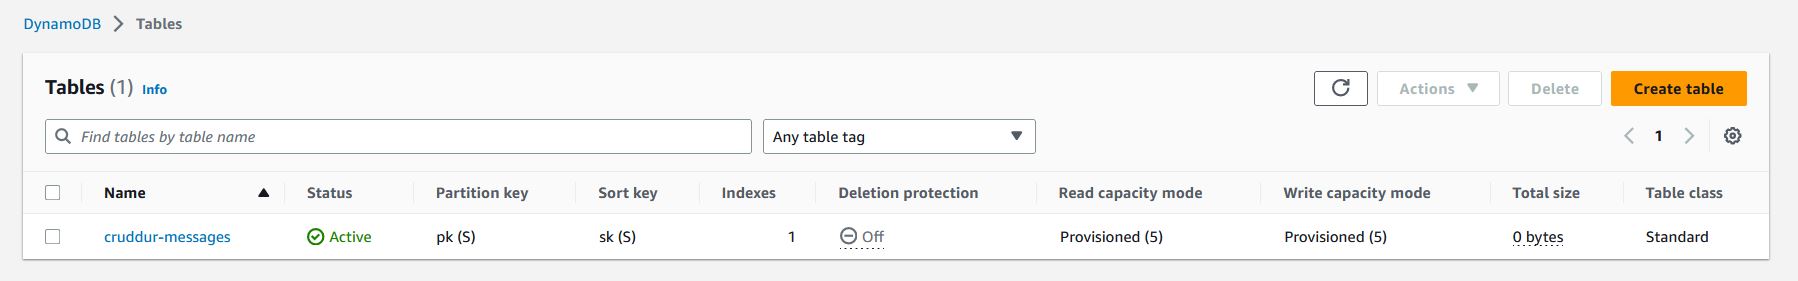 DynamoDB > Tables
Tables (1) Info
Actions Delete Create table
Find tables by table name Any table tag 1
Name Status Partition key Sort key Indexes Deletion protection Read capacity mode Write capacity mode Total size Table class
cruddur-messages Active pk (S) sk (S) 1 Off Provisioned (5) Provisioned (5) 0 bytes Standard